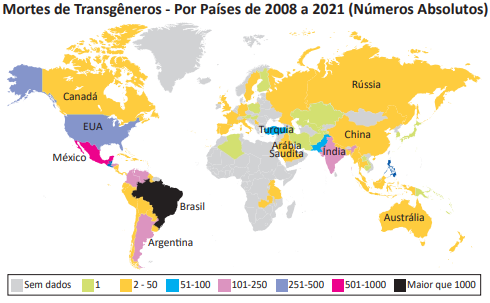 Mortes de Transgêneros - Por Países de 2008 a 2021 (Números Absolutos)
Rússia
Canadá
EUA
Turquia
China
Arábia
Saudita
Índia
México
Brasil
Austrália
Argentina
Sem dados
1
2 - 50
51-100
101-250
251-500
501-1000
Maior que 1000